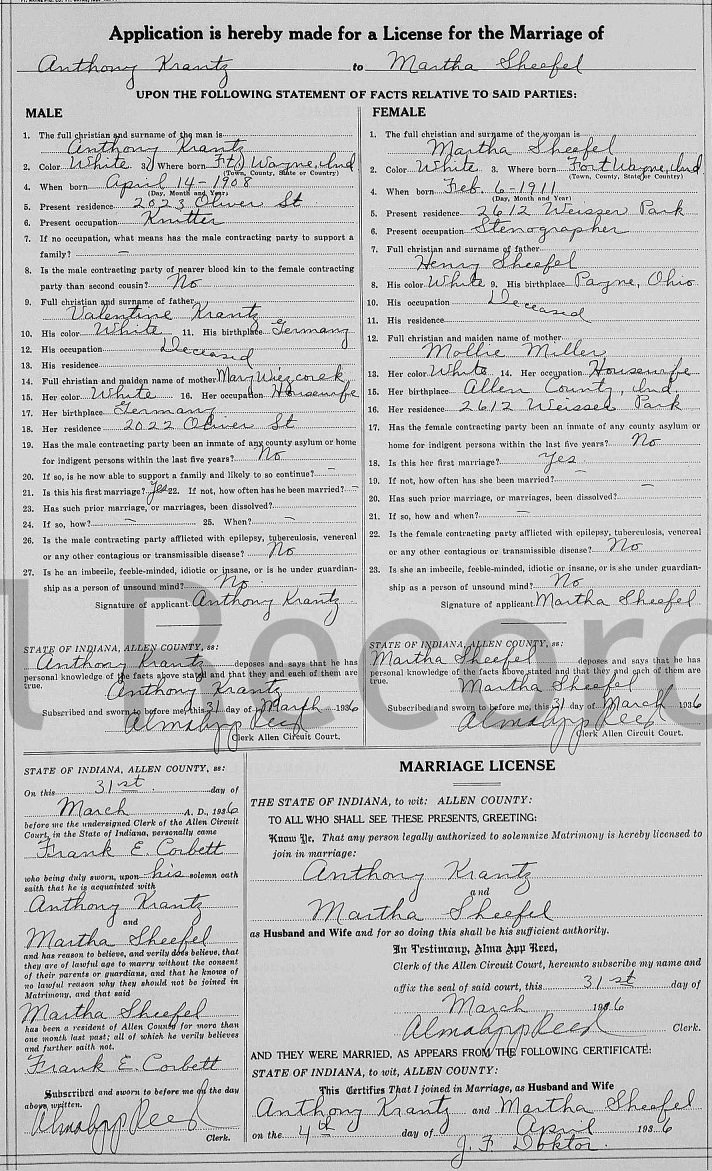 Application is hereby made for a License for the Marriage of
Anthony Krantz to Martha Sheefel
UPON THE FOLLOWING STATEMENT OF FACTS RELATIVE TO SAID PARTIES:
MALE
1. The full christian and surname of the man is
Anthony Krantz
2. Color White 3. Where born Ft. Wayne, Ind
(Town, County, State or Country)
4. When born April 14-1908
(Day, Month and Year)
5. Present residence 2023 Oliver St
6. Present occupation Knitter
7. If no occupation, what means has the male contracting party to support a
family? —
8. Is the male contracting party of nearer blood kin to the female contracting
party than second cousin? No
9. Full christian and surname of father
Valentine Krantz
10. His color White 11. His birthplace Germany
12. His occupation Deceased
13. His residence
14. Full christian and maiden name of mother Mary Wiezcorek
15. Her color White 16. Her occupation Housewife
17. Her birthplace Germany
18. Her residence 2022 Oliver St
19. Has the male contracting party been an inmate of any county asylum or home
for indigent persons within the last five years? No
20. If so, is he now able to support a family and likely to so continue? —
21. Is this his first marriage? Yes 22. If not, how often has he been married? —
23. Has such prior marriage, or marriages, been dissolved? —
24. If so, how? — 25. When? —
26. Is the male contracting party afflicted with epilepsy, tuberculosis, venereal
or any other contagious or transmissible disease? No
27. Is he an imbecile, feeble-minded, idiotic or insane, or is he under guardian-
ship as a person of unsound mind? No
Signature of applicant Anthony Krantz
STATE OF INDIANA, ALLEN COUNTY, ss:
Anthony Krantz deposes and says that he has
personal knowledge of the facts above stated and that they and each of them are
true.
Anthony Krantz
Subscribed and sworn to before me, this 31 day of March 1936
Alma App Reed
Clerk Allen Circuit Court.
FEMALE
1. The full christian and surname of the woman is
Martha Sheefel
2. Color White 3. Where born Fort Wayne, Ind.
(Town, County, State or Country)
4. When born Feb. 6-1911
(Day, Month and Year)
5. Present residence 2612 Weisser Park
6. Present occupation Stenographer
7. Full christian and surname of father
Henry Sheefel
8. His color White 9. His birthplace Payne, Ohio
10. His occupation Deceased
11. His residence
12. Full christian and maiden name of mother
Mollie Miller
13. Her color White 14. Her occupation Housewife
15. Her birthplace Allen County, Ind.
16. Her residence 2612 Weisser Park
17. Has the female contracting party been an inmate of any county asylum or
home for indigent persons within the last five years? No
18. Is this her first marriage? Yes
19. If not, how often has she been married? —
20. Has such prior marriage, or marriages, been dissolved? —
21. If so, how and when? —
22. Is the female contracting party afflicted with epilepsy, tuberculosis, venereal
or any other contagious or transmissible disease? No
23. Is she an imbecile, feeble-minded, idiotic or insane, or is she under guardian-
ship as a person of unsound mind? No
Signature of applicant Martha Sheefel
STATE OF INDIANA, ALLEN COUNTY, ss:
Martha Sheefel deposes and says that he has
personal knowledge of the facts above stated and that they and each of them are
true.
Martha Sheefel
Subscribed and sworn to before me, this 31 day of March 1936
Alma App Reed
Clerk Allen Circuit Court.
l Record
STATE OF INDIANA, ALLEN COUNTY, ss:
On this 31st day of
March A. D., 1936
before me the undersigned Clerk of the Allen Circuit
Court, in the State of Indiana, personally came
Frank E. Corbett
who being duly sworn, upon his solemn oath
saith that he is acquainted with
Anthony Krantz
and
Martha Sheefel
and has reason to believe, and verily does believe, that
they are of lawful age to marry without the consent
of their parents or guardians, and that he knows of
no lawful reason why they should not be joined in
Matrimony, and that said
Martha Sheefel
has been a resident of Allen County for more than
one month last past; all of which he verily believes
and further saith not.
Frank E. Corbett
Subscribed and sworn to before me on the day
above written.
Alma App Reed
Clerk.
MARRIAGE LICENSE
THE STATE OF INDIANA, to wit: ALLEN COUNTY:
TO ALL WHO SHALL SEE THESE PRESENTS, GREETING:
Know Ye, That any person legally authorized to solemnize Matrimony is hereby licensed to
join in marriage:
Anthony Krantz
and
Martha Sheefel
as Husband and Wife and for so doing this shall be his sufficient authority.
In Testimony, Alma App Reed,
Clerk of the Allen Circuit Court, hereunto subscribe my name and
affix the seal of said court, this 31st day of
March 1936
Alma App Reed Clerk.
AND THEY WERE MARRIED, AS APPEARS FROM THE FOLLOWING CERTIFICATE:
STATE OF INDIANA, to wit, ALLEN COUNTY:
This Certifies That I joined in Marriage, as Husband and Wife
Anthony Krantz and Martha Sheefel
on the 4th day of April 1936
J. F. Doktor.